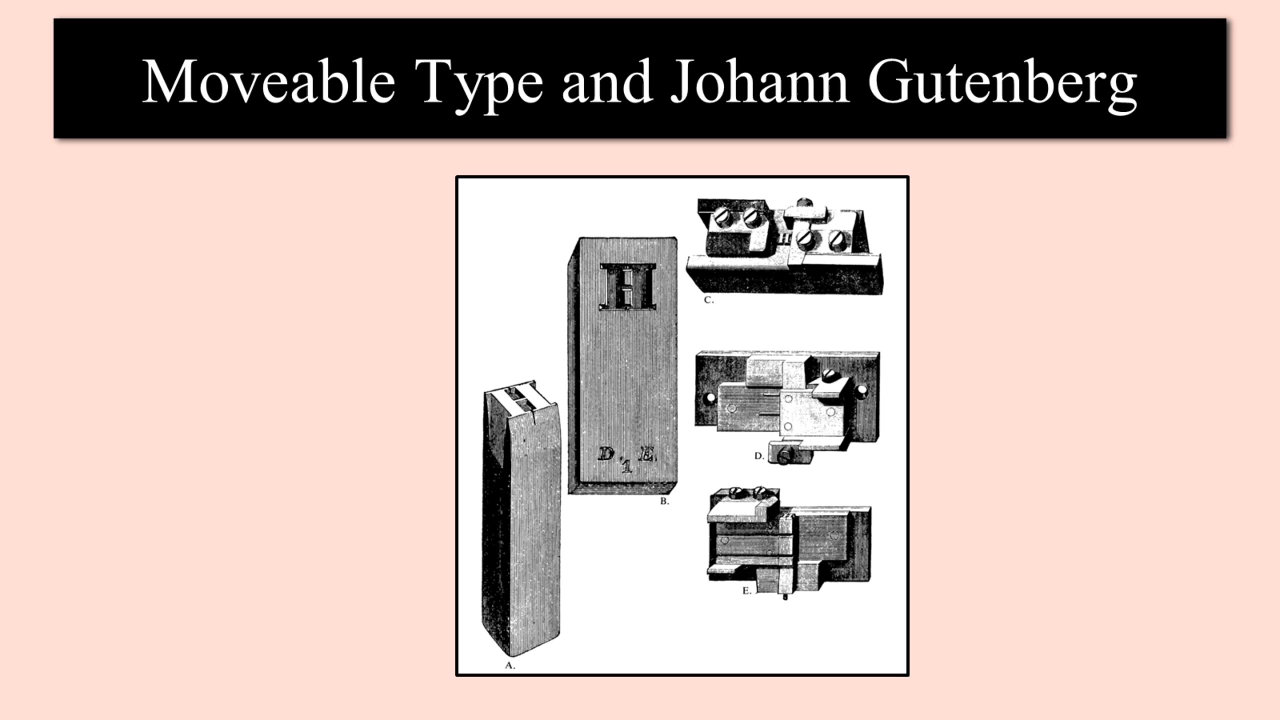 Moveable Type and Johann Gutenberg
H
C.
H
H
D. 1 E.
B.
D.
E.
A.